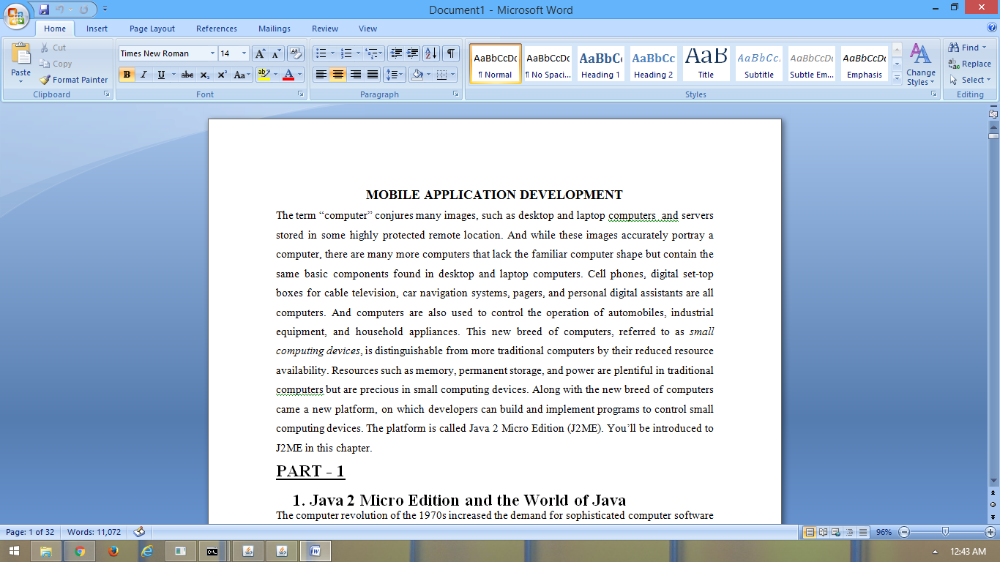 Document1 - Microsoft Word
Home Insert Page Layout References Mailings Review View
Paste
Cut
Copy
Format Painter
Clipboard
Times New Roman 14
B I U abc x₂ x² Aa
ab A
Font
Paragraph
AaBbCcDc AaBbCcDc AaBbC AaBbCc AaB AaBbCc. AaBbCcDc AaBbCcDc
¶ Normal ¶ No Spaci... Heading 1 Heading 2 Title Subtitle Subtle Em... Emphasis
Change Styles
Styles
Find
Replace
Select
Editing
MOBILE APPLICATION DEVELOPMENT
The term “computer” conjures many images, such as desktop and laptop computers  and servers
stored in some highly protected remote location. And while these images accurately portray a
computer, there are many more computers that lack the familiar computer shape but contain the
same basic components found in desktop and laptop computers. Cell phones, digital set-top
boxes for cable television, car navigation systems, pagers, and personal digital assistants are all
computers. And computers are also used to control the operation of automobiles, industrial
equipment, and household appliances. This new breed of computers, referred to as small
computing devices, is distinguishable from more traditional computers by their reduced resource
availability. Resources such as memory, permanent storage, and power are plentiful in traditional
computers but are precious in small computing devices. Along with the new breed of computers
came a new platform, on which developers can build and implement programs to control small
computing devices. The platform is called Java 2 Micro Edition (J2ME). You’ll be introduced to
J2ME in this chapter.
PART - 1
1. Java 2 Micro Edition and the World of Java
The computer revolution of the 1970s increased the demand for sophisticated computer software
Page: 1 of 32 Words: 11,072 96%
12:43 AM